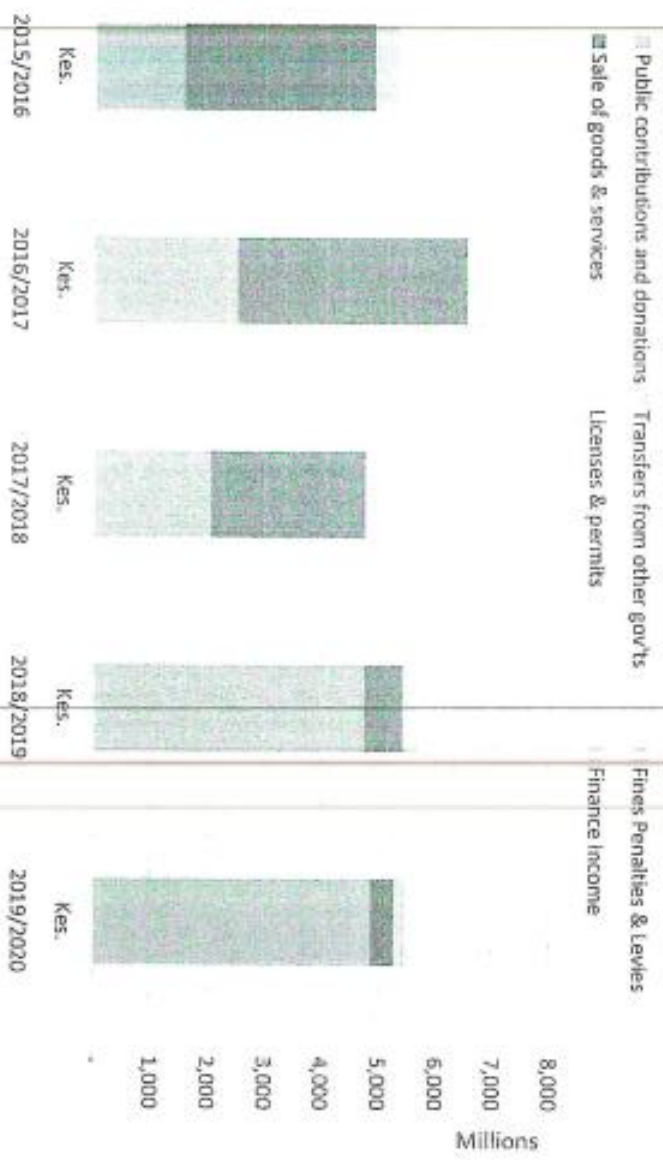 Millions
8,000
7,000
6,000
5,000
4,000
3,000
2,000
1,000
-
Kes. Kes. Kes. Kes. Kes.
2015/2016 2016/2017 2017/2018 2018/2019 2019/2020
Public contributions and donations Transfers from other gov'ts Fines Penalties & Levies
Sale of goods & services Licenses & permits Finance Income